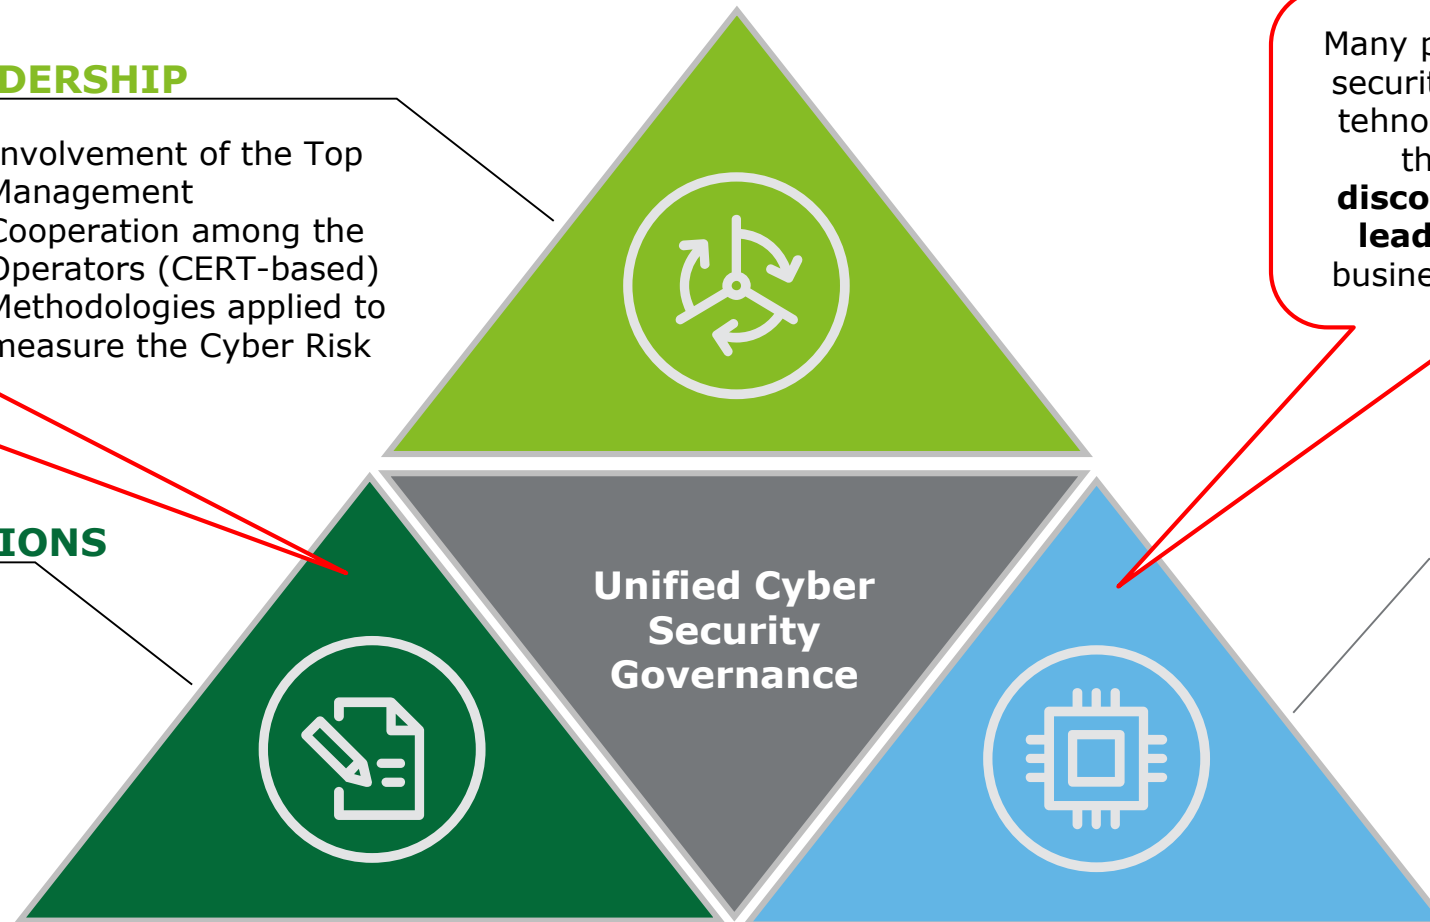 DERSHIP
nvolvement of the Top
Management
Cooperation among the
Operators (CERT-based)
Methodologies applied to
measure the Cyber Risk
IONS
Unified Cyber
Security
Governance
Many p
securit
tehno
th
disco
lead
busine